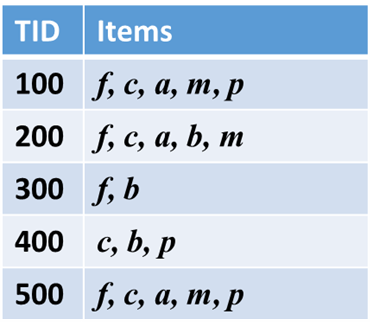 TID Items
100 f, c, a, m, p
200 f, c, a, b, m
300 f, b
400 c, b, p
500 f, c, a, m, p